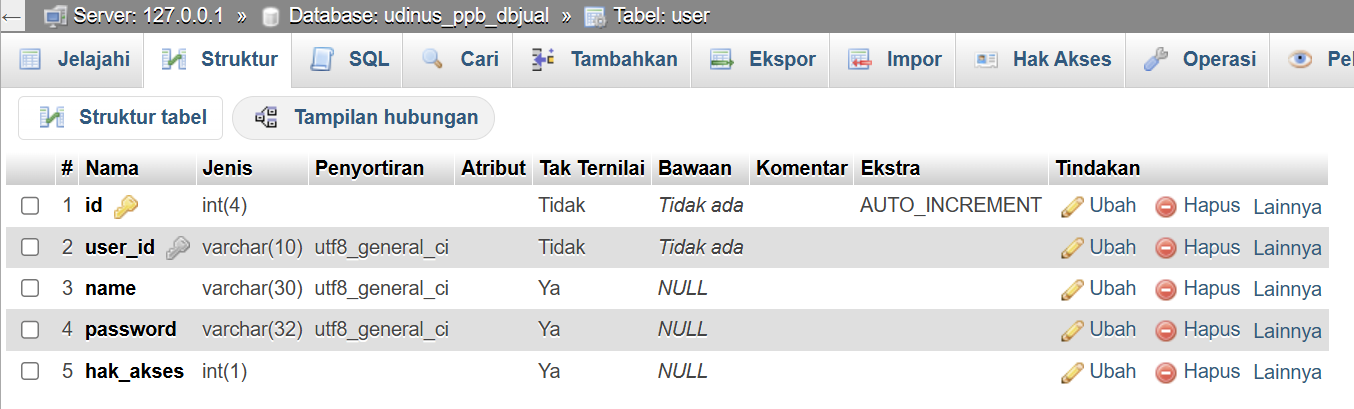 ← Server: 127.0.0.1 » Database: udinus_ppb_dbjual » Tabel: user
Jelajahi Struktur SQL Cari Tambahkan Ekspor Impor Hak Akses Operasi Pel
Struktur tabel Tampilan hubungan
# Nama Jenis Penyortiran Atribut Tak Ternilai Bawaan Komentar Ekstra Tindakan
1 id int(4) Tidak Tidak ada AUTO_INCREMENT Ubah Hapus Lainnya
2 user_id varchar(10) utf8_general_ci Tidak Tidak ada Ubah Hapus Lainnya
3 name varchar(30) utf8_general_ci Ya NULL Ubah Hapus Lainnya
4 password varchar(32) utf8_general_ci Ya NULL Ubah Hapus Lainnya
5 hak_akses int(1) Ya NULL Ubah Hapus Lainnya